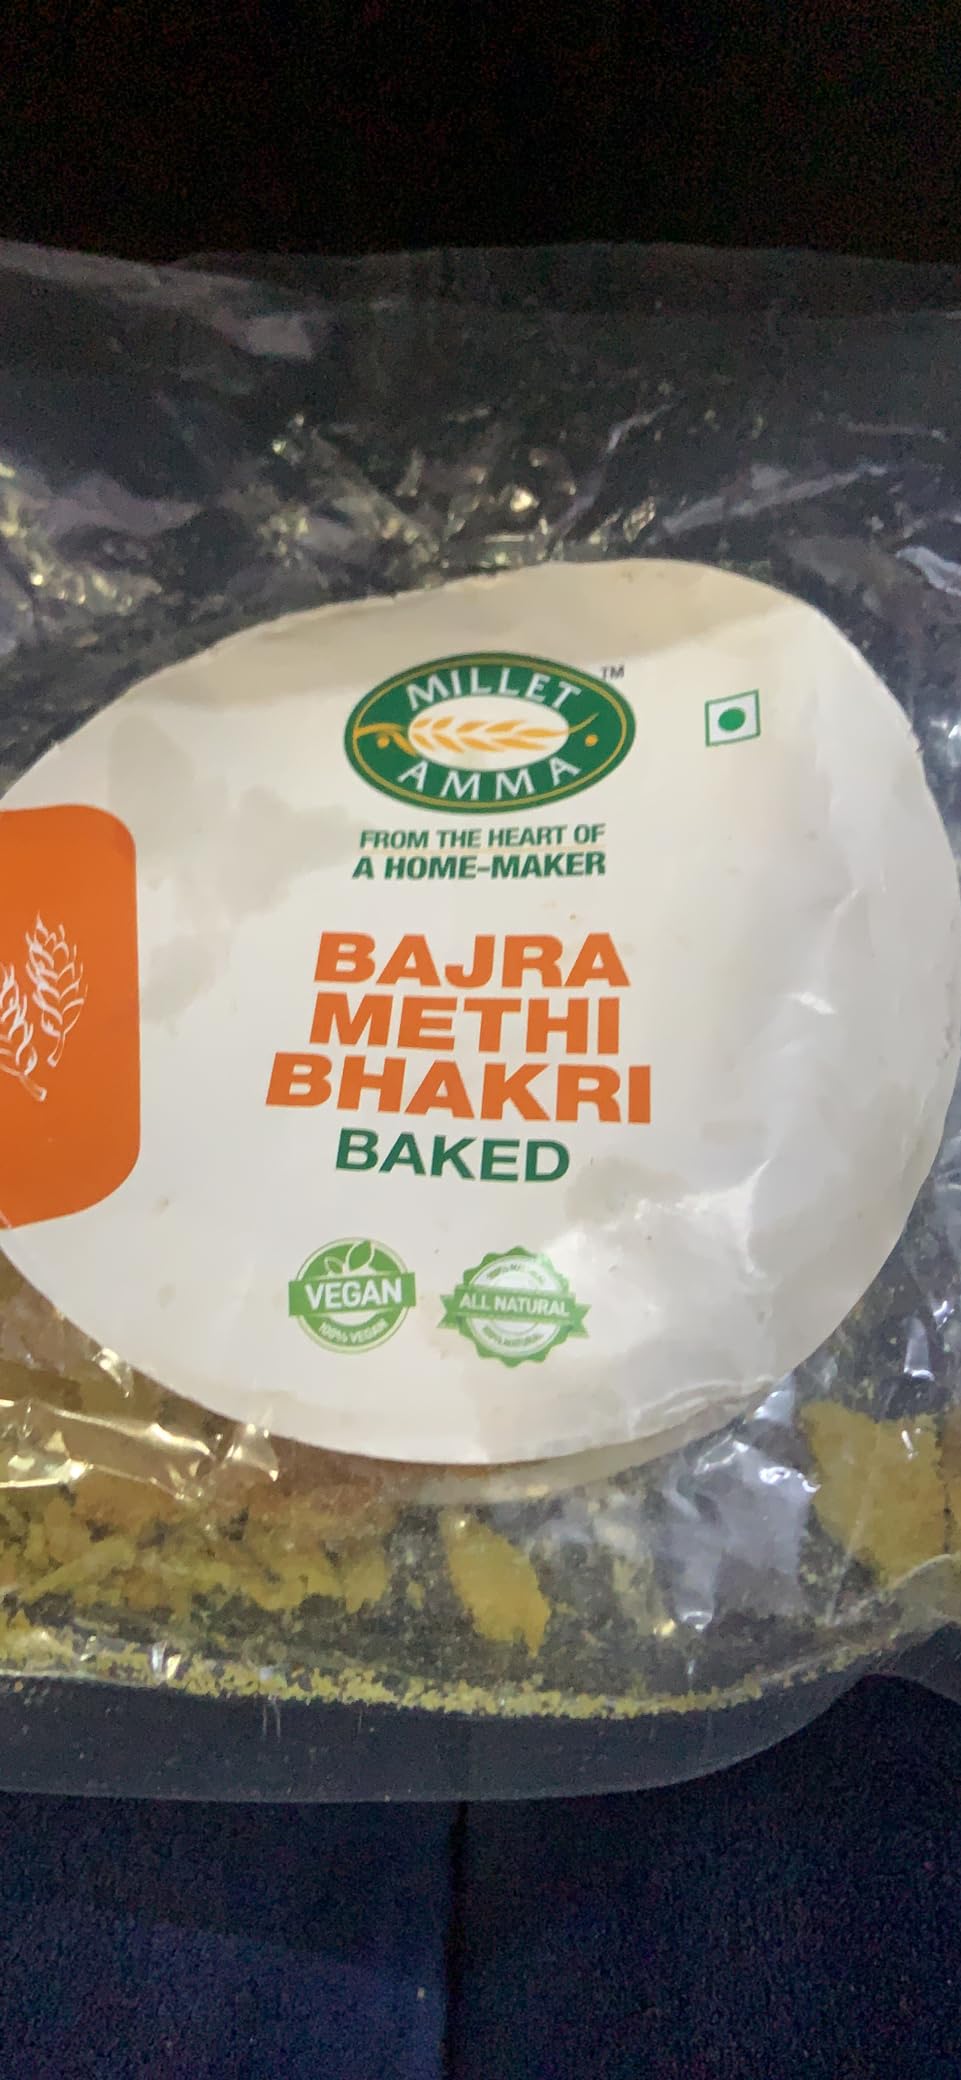 MILLET
AMMA
TM
FROM THE HEART OF
A HOME-MAKER
BAJRA
METHI
BHAKRI
BAKED
VEGAN
100% VEGAN
ALL NATURAL